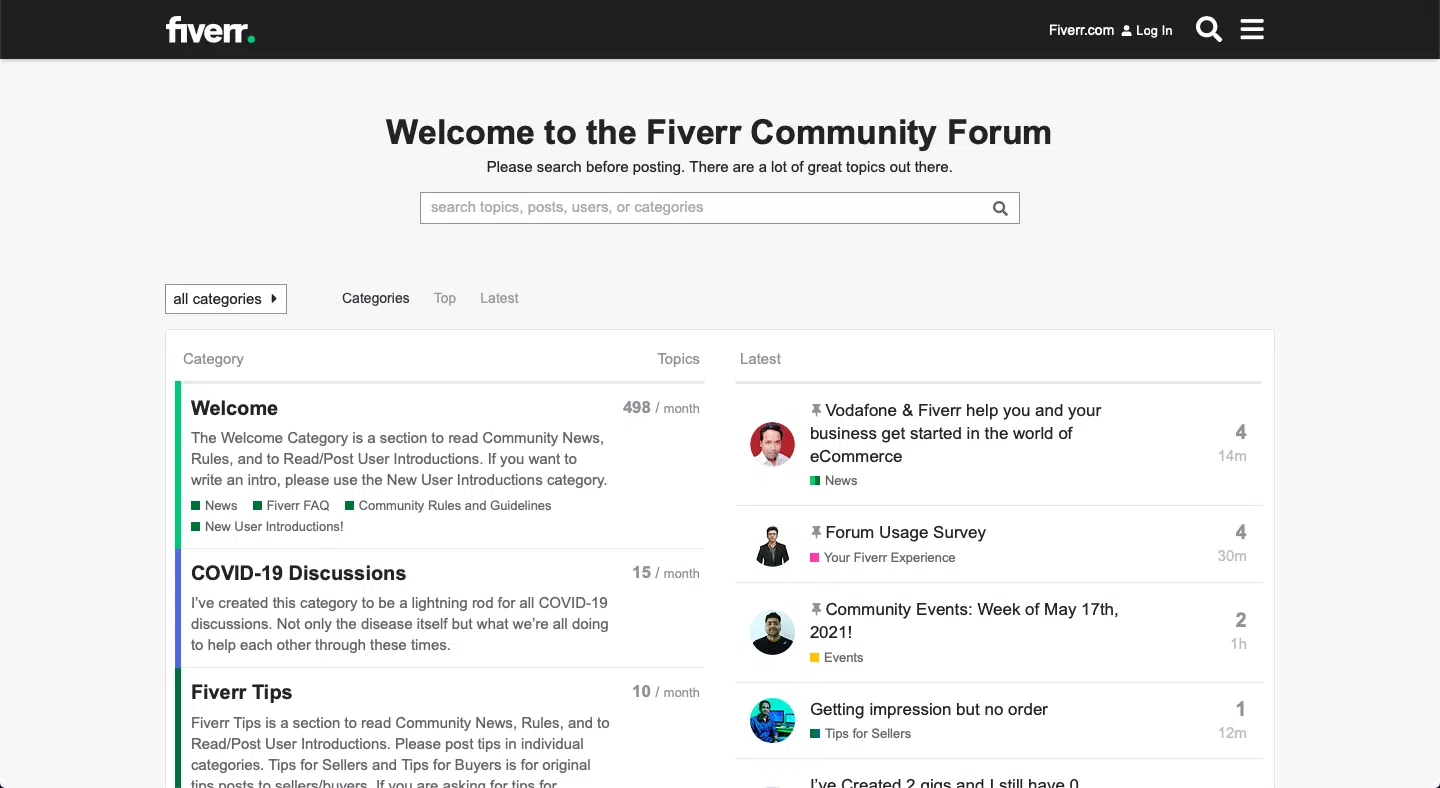 fiverr.
Fiverr.com Log In
Welcome to the Fiverr Community Forum
Please search before posting. There are a lot of great topics out there.
search topics, posts, users, or categories
all categories
Categories Top Latest
Category Topics
Welcome 498 / month
The Welcome Category is a section to read Community News,
Rules, and to Read/Post User Introductions. If you want to
write an intro, please use the New User Introductions category.
News Fiverr FAQ Community Rules and Guidelines
New User Introductions!
COVID-19 Discussions 15 / month
I’ve created this category to be a lightning rod for all COVID-19
discussions. Not only the disease itself but what we’re all doing
to help each other through these times.
Fiverr Tips 10 / month
Fiverr Tips is a section to read Community News, Rules, and to
Read/Post User Introductions. Please post tips in individual
categories. Tips for Sellers and Tips for Buyers is for original
tips posts to sellers/buyers. If you are asking for tips for
Latest
Vodafone & Fiverr help you and your
business get started in the world of
eCommerce
News
4
14m
Forum Usage Survey
Your Fiverr Experience
4
30m
Community Events: Week of May 17th,
2021!
Events
2
1h
Getting impression but no order
Tips for Sellers
1
12m
I’ve Created 2 gigs and I still have 0